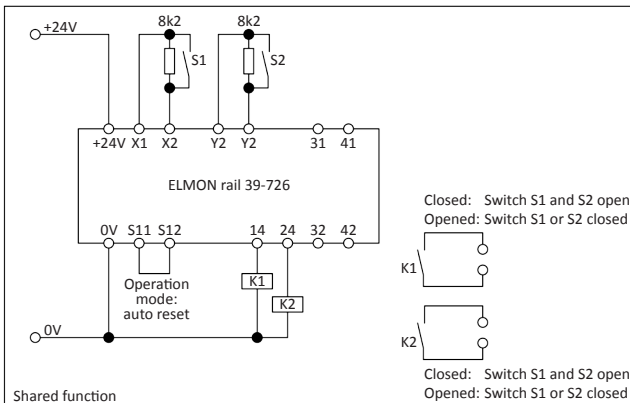 +24V
8k2
8k2
S1
S2
+24V X1 X2 Y2 Y2 31 41
ELMON rail 39-726
0V S11 S12 14 24 32 42
Operation
mode:
auto reset
K1
K2
0V
Closed: Switch S1 and S2 open
Opened: Switch S1 or S2 closed
K1
K2
Closed: Switch S1 and S2 open
Opened: Switch S1 or S2 closed
Shared function